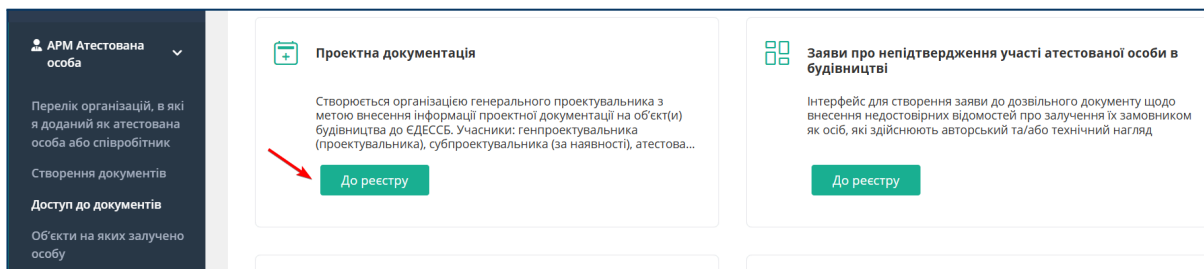 АРМ Атестована
особа
Перелік організацій, в які
я доданий як атестована
особа або співробітник
Створення документів
Доступ до документів
Об'єкти на яких залучено
особу
Проектна документація
Створюється організацією генерального проектувальника з
метою внесення інформації проектної документації на об'єкт(и)
будівництва до ЄДЕССБ. Учасники: генпроектувальника
(проектувальника), субпроектувальника (за наявності), атестова...
До реєстру
Заяви про непідтвердження участі атестованої особи в
будівництві
Інтерфейс для створення заяви до дозвільного документу щодо
внесення недостовірних відомостей про залучення їх замовником
як осіб, які здійснюють авторський та/або технічний нагляд
До реєстру